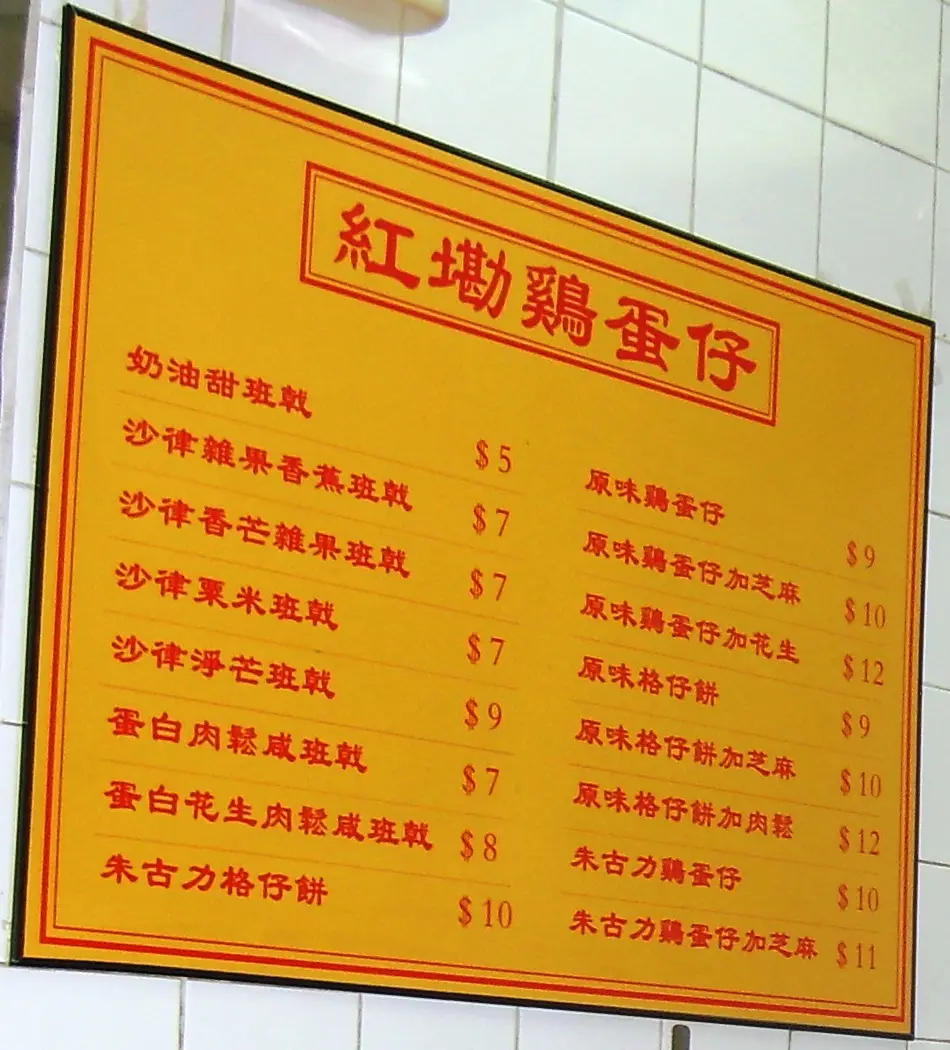 紅墈鷄蛋仔
奶油甜班戟 $5
沙律雜果香蕉班戟 $7
沙律香芒雜果班戟 $7
沙律粟米班戟 $7
沙律淨芒班戟 $9
蛋白肉鬆咸班戟 $7
蛋白花生肉鬆咸班戟 $8
朱古力格仔餅 $10
原味鷄蛋仔 $9
原味鷄蛋仔加芝麻 $10
原味鷄蛋仔加花生 $12
原味格仔餅 $9
原味格仔餅加芝麻 $10
原味格仔餅加肉鬆 $12
朱古力鷄蛋仔 $10
朱古力鷄蛋仔加芝麻 $11